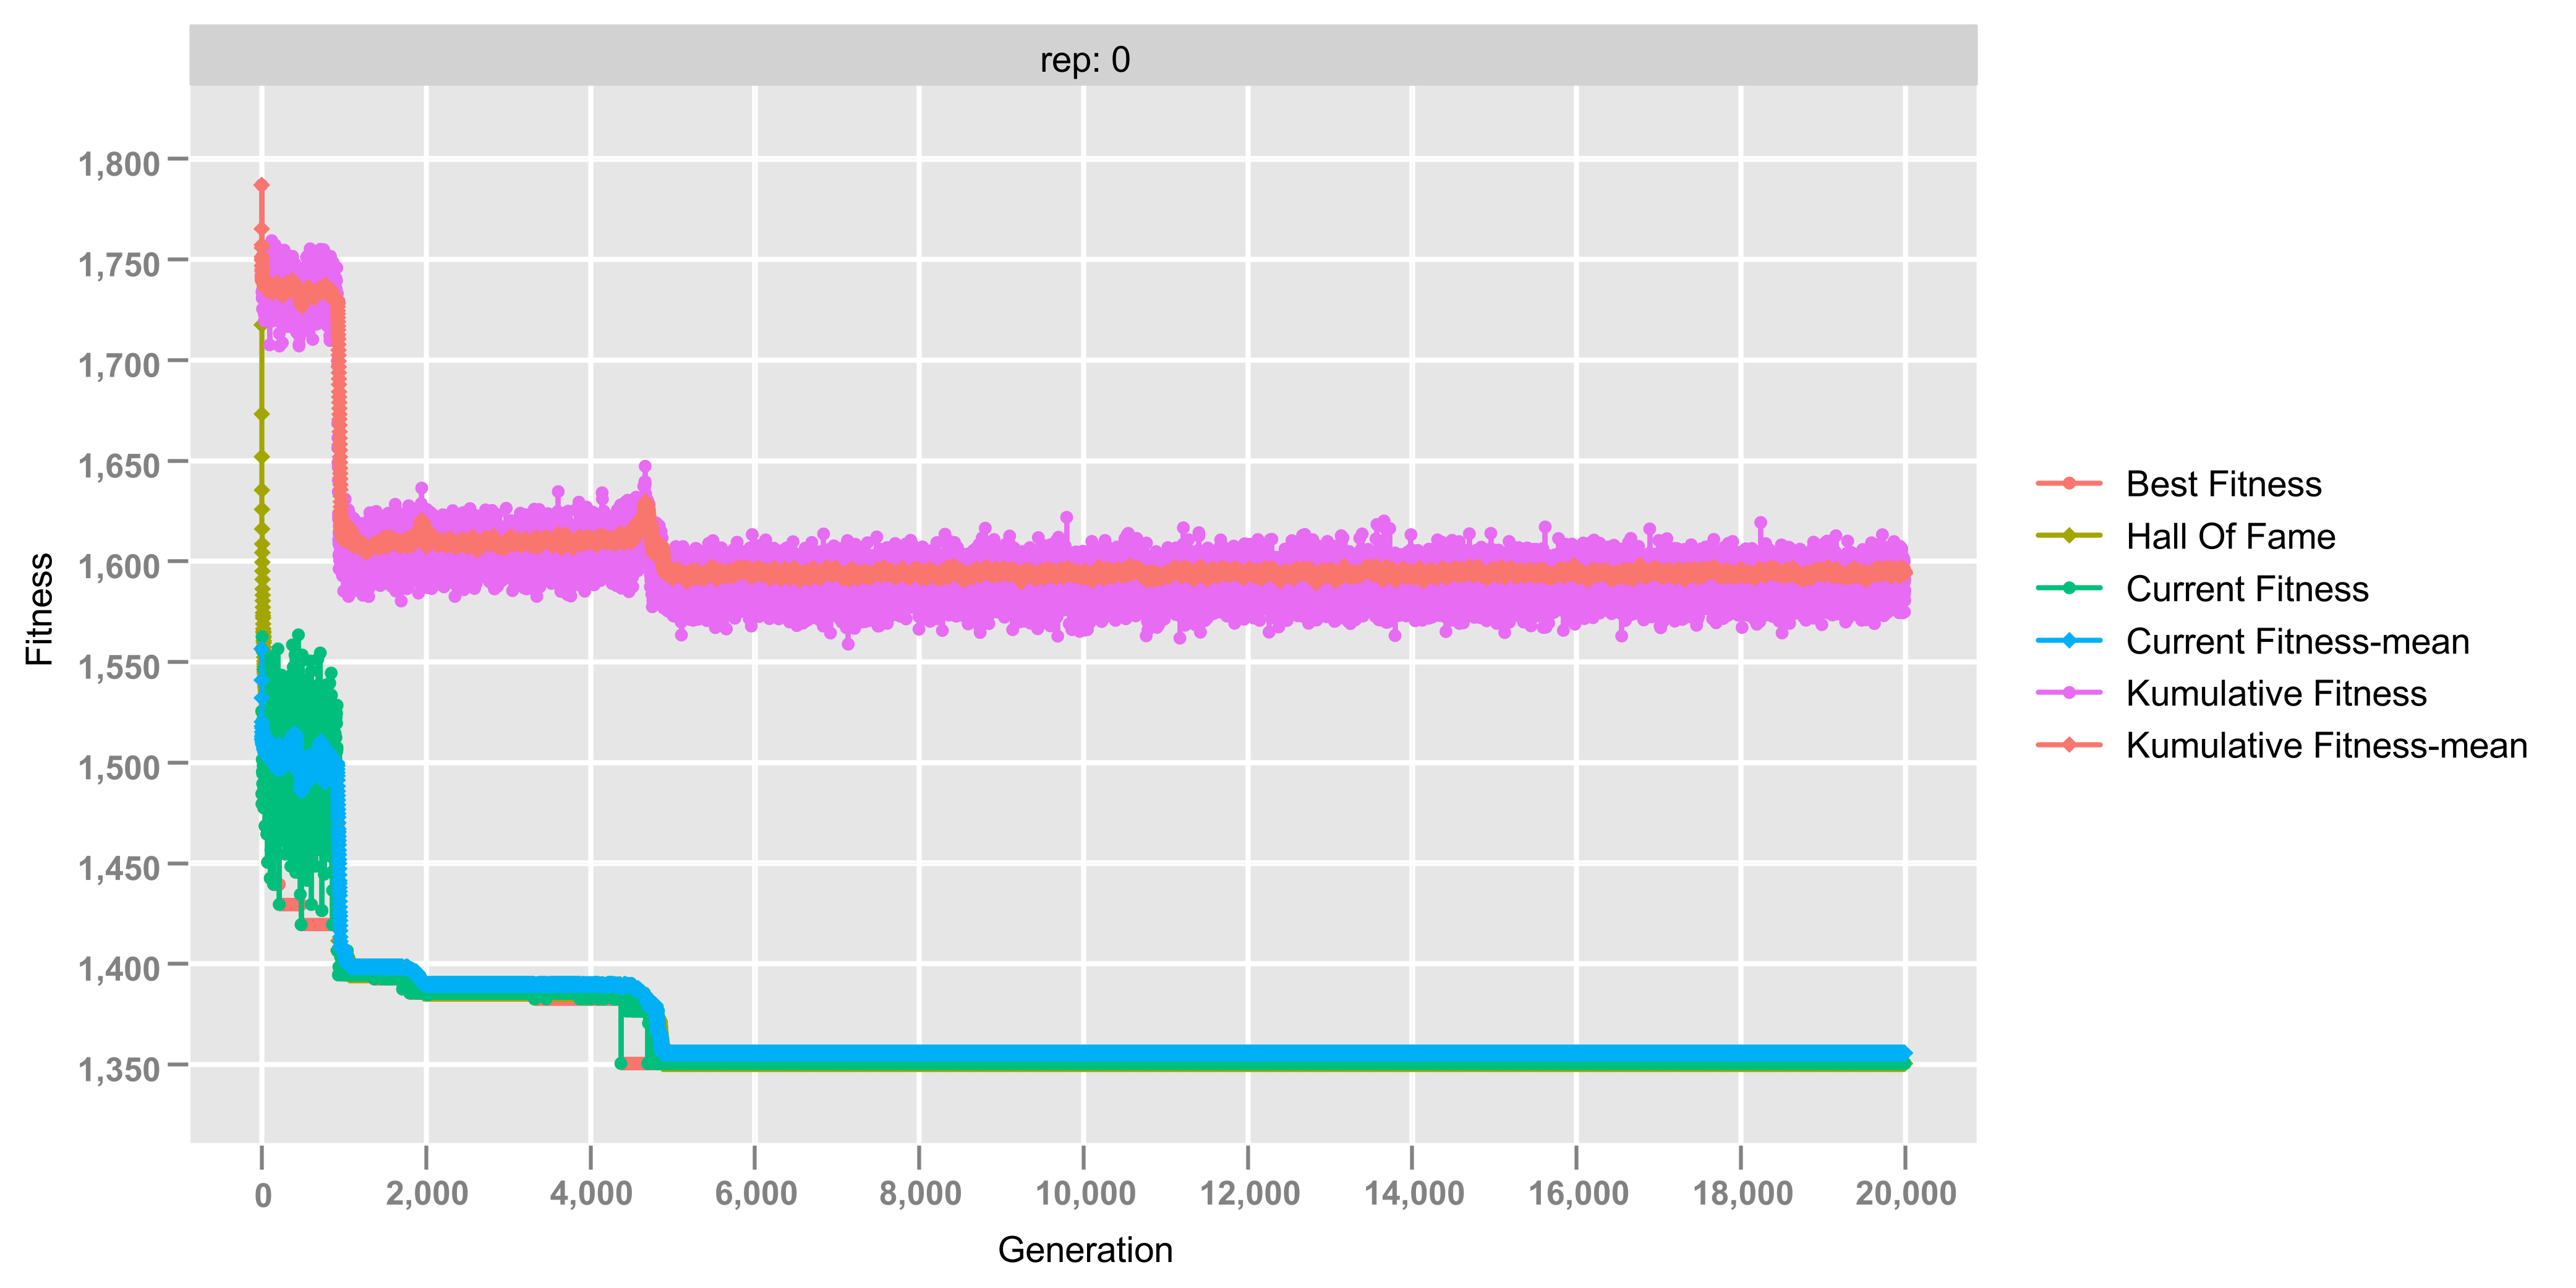 rep: 0
1,800
1,750
1,700
1,650
1,600
1,550
1,500
1,450
1,400
1,350
Fitness
0 2,000 4,000 6,000 8,000 10,000 12,000 14,000 16,000 18,000 20,000
Generation
Best Fitness
Hall Of Fame
Current Fitness
Current Fitness-mean
Kumulative Fitness
Kumulative Fitness-mean